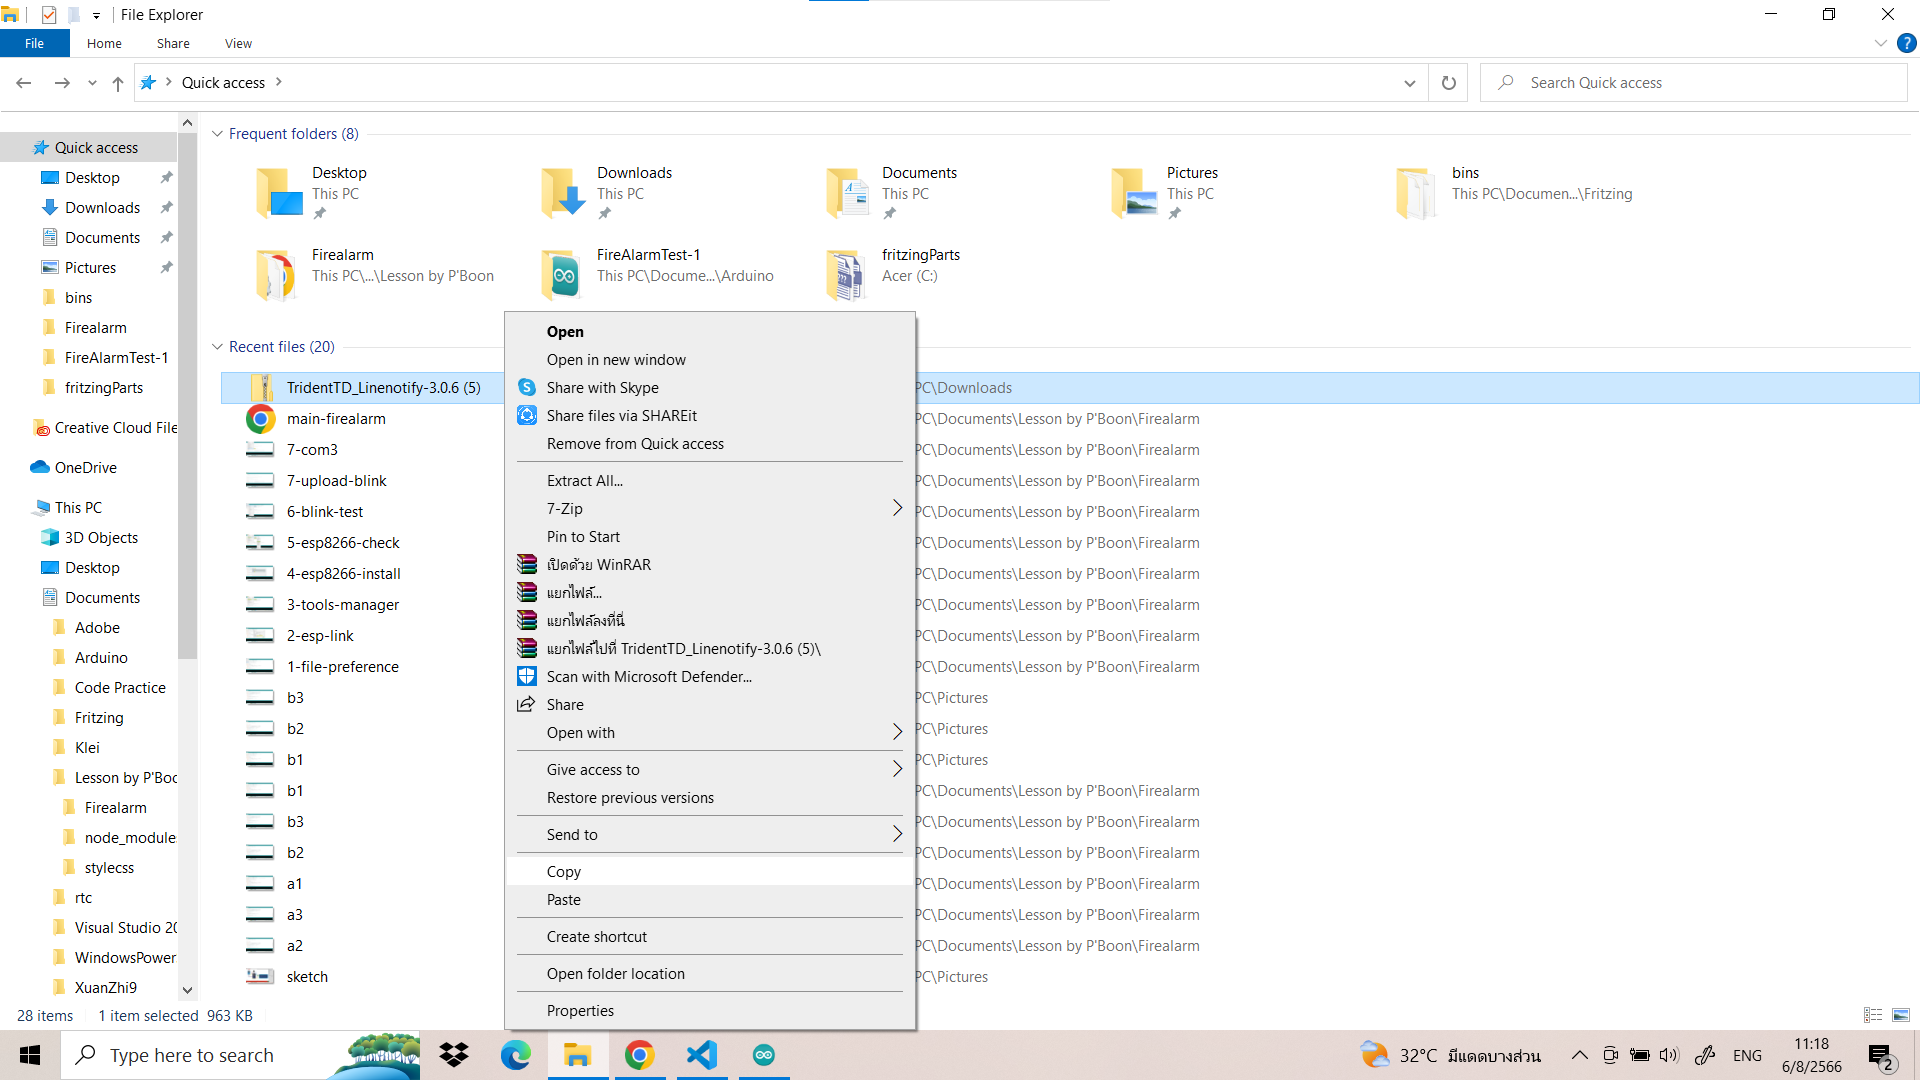 File Explorer
File Home Share View
Quick access
Search Quick access
Quick access
Desktop
Downloads
Documents
Pictures
bins
Firealarm
FireAlarmTest-1
fritzingParts
Creative Cloud File
OneDrive
This PC
3D Objects
Desktop
Documents
Adobe
Arduino
Code Practice
Fritzing
Klei
Lesson by P'Boo
Firealarm
node_module
stylecss
rtc
Visual Studio 20
WindowsPower
XuanZhi9
Frequent folders (8)
Desktop
This PC
Downloads
This PC
Documents
This PC
Pictures
This PC
bins
This PC\Documen...\Fritzing
Firealarm
This PC\...\Lesson by P'Boon
FireAlarmTest-1
This PC\Docume...\Arduino
fritzingParts
Acer (C:)
Recent files (20)
TridentTD_Linenotify-3.0.6 (5) PC\Downloads
main-firealarm PC\Documents\Lesson by P'Boon\Firealarm
7-com3 PC\Documents\Lesson by P'Boon\Firealarm
7-upload-blink PC\Documents\Lesson by P'Boon\Firealarm
6-blink-test PC\Documents\Lesson by P'Boon\Firealarm
5-esp8266-check PC\Documents\Lesson by P'Boon\Firealarm
4-esp8266-install PC\Documents\Lesson by P'Boon\Firealarm
3-tools-manager PC\Documents\Lesson by P'Boon\Firealarm
2-esp-link PC\Documents\Lesson by P'Boon\Firealarm
1-file-preference PC\Documents\Lesson by P'Boon\Firealarm
b3 PC\Pictures
b2 PC\Pictures
b1 PC\Pictures
b1 PC\Documents\Lesson by P'Boon\Firealarm
b3 PC\Documents\Lesson by P'Boon\Firealarm
b2 PC\Documents\Lesson by P'Boon\Firealarm
a1 PC\Documents\Lesson by P'Boon\Firealarm
a3 PC\Documents\Lesson by P'Boon\Firealarm
a2 PC\Documents\Lesson by P'Boon\Firealarm
sketch PC\Pictures
Open
Open in new window
Share with Skype
Share files via SHAREit
Remove from Quick access
Extract All...
7-Zip
Pin to Start
เปิดด้วย WinRAR
แยกไฟล์...
แยกไฟล์ลงที่นี่
แยกไฟล์ไปที่ TridentTD_Linenotify-3.0.6 (5)\
Scan with Microsoft Defender...
Share
Open with
Give access to
Restore previous versions
Send to
Copy
Paste
Create shortcut
Open folder location
Properties
28 items 1 item selected 963 KB
Type here to search
32°C มีแดดบางส่วน
ENG
11:18
6/8/2566
2